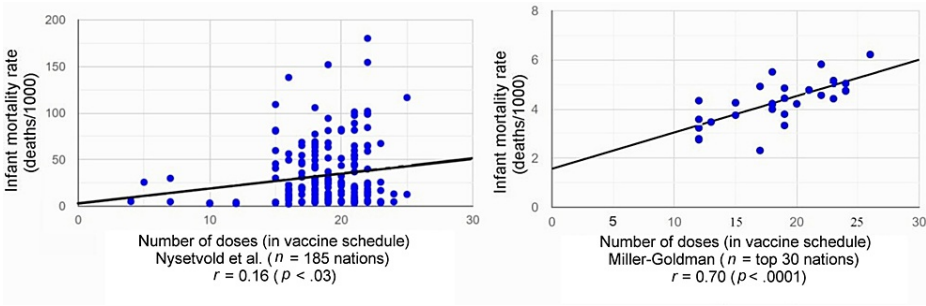 200
150
100
50
0
Infant mortality rate
(deaths/1000)
0 10 20 30
Number of doses (in vaccine schedule)
Nysetvold et al. (n = 185 nations)
r = 0.16 (p < .03)
8
6
4
2
0
Infant mortality rate
(deaths/1000)
0 5 10 15 20 25 30
Number of doses (in vaccine schedule)
Miller-Goldman (n = top 30 nations)
r = 0.70 (p < .0001)